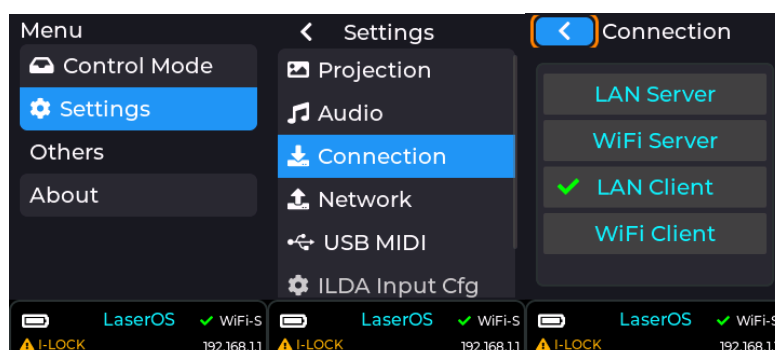 Menu
Control Mode
Settings
Others
About
LaserOS
WiFi-S
I-LOCK
192.168.1.1
Settings
Projection
Audio
Connection
Network
USB MIDI
ILDA Input Cfg
LaserOS
WiFi-S
I-LOCK
192.168.1.1
Connection
LAN Server
WiFi Server
LAN Client
WiFi Client
LaserOS
WiFi-S
I-LOCK
192.168.1.1